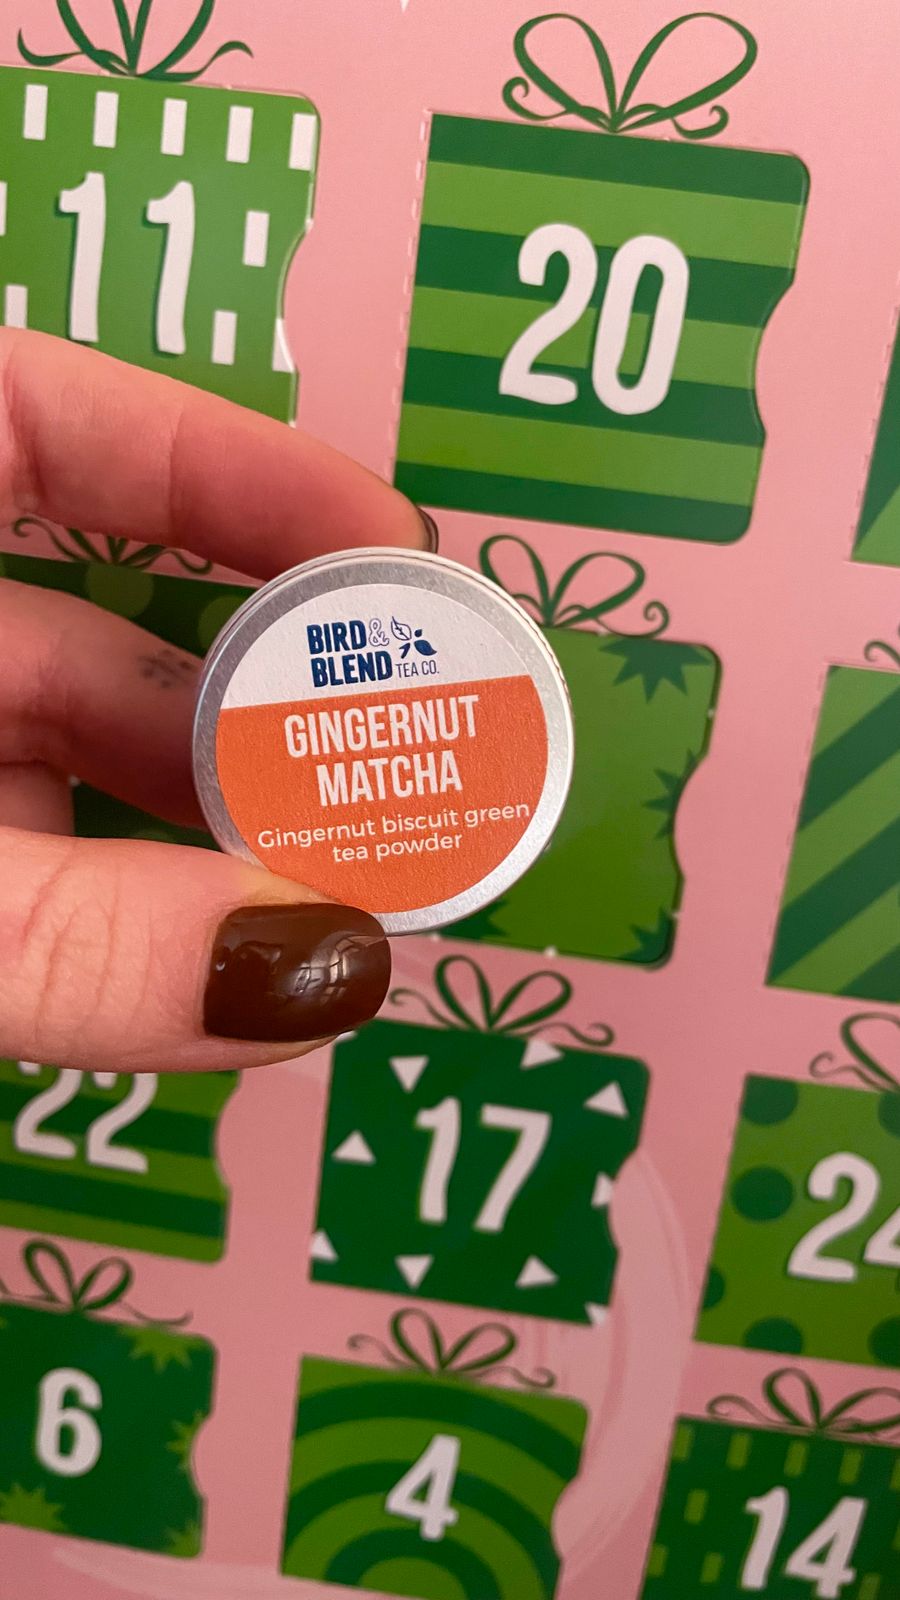 11
20
BIRD &
BLEND TEA CO.
GINGERNUT
MATCHA
Gingernut biscuit green
tea powder
22
17
24
6
4
14